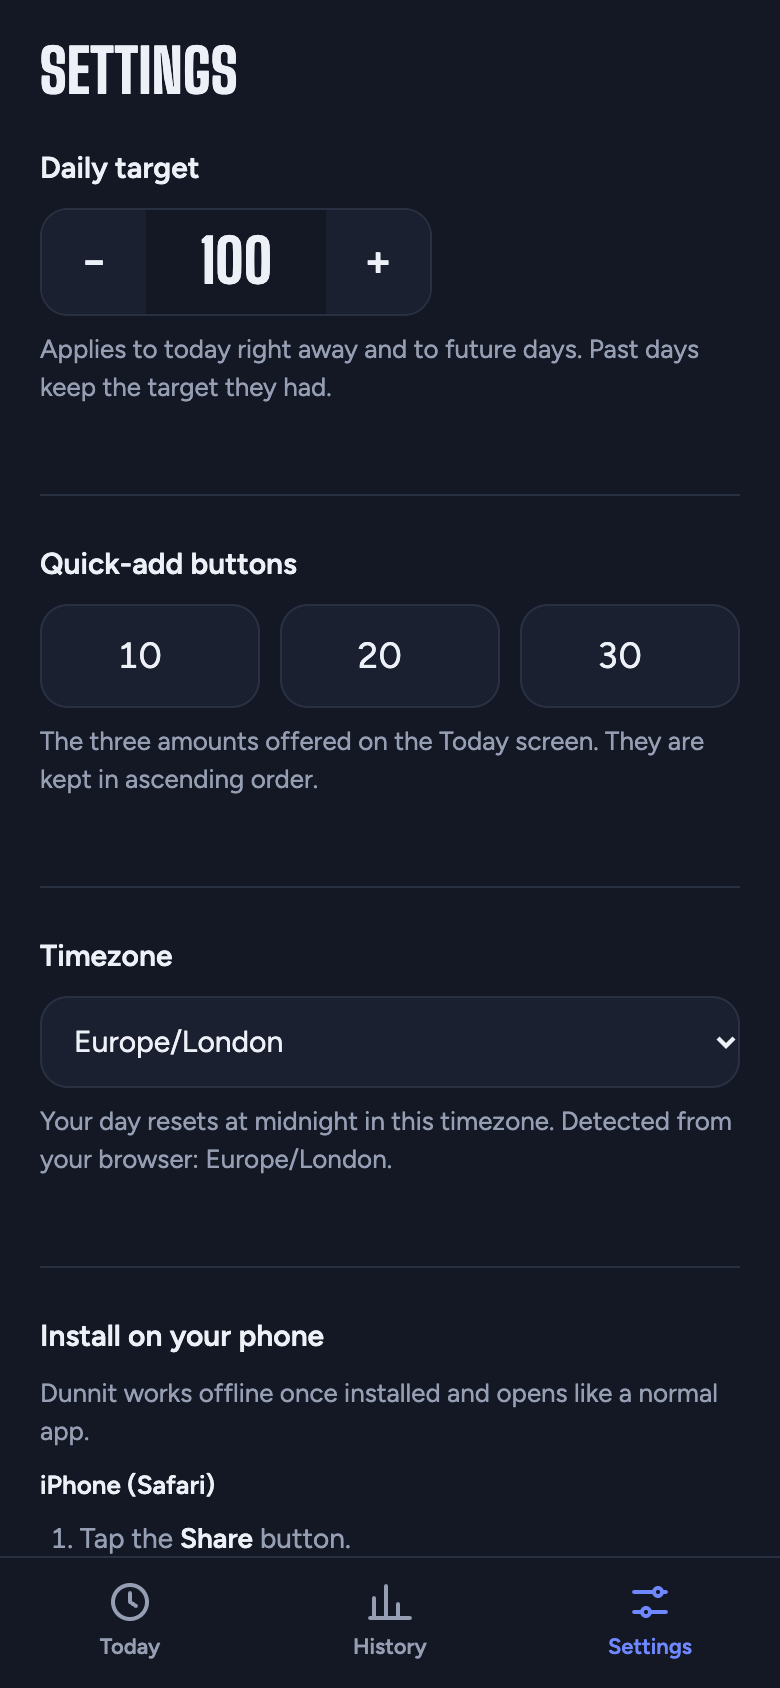 SETTINGS
Daily target
- 100 +
Applies to today right away and to future days. Past days
keep the target they had.
Quick-add buttons
10 20 30
The three amounts offered on the Today screen. They are
kept in ascending order.
Timezone
Europe/London
Your day resets at midnight in this timezone. Detected from
your browser: Europe/London.
Install on your phone
Dunnit works offline once installed and opens like a normal
app.
iPhone (Safari)
1. Tap the Share button.
Today History Settings